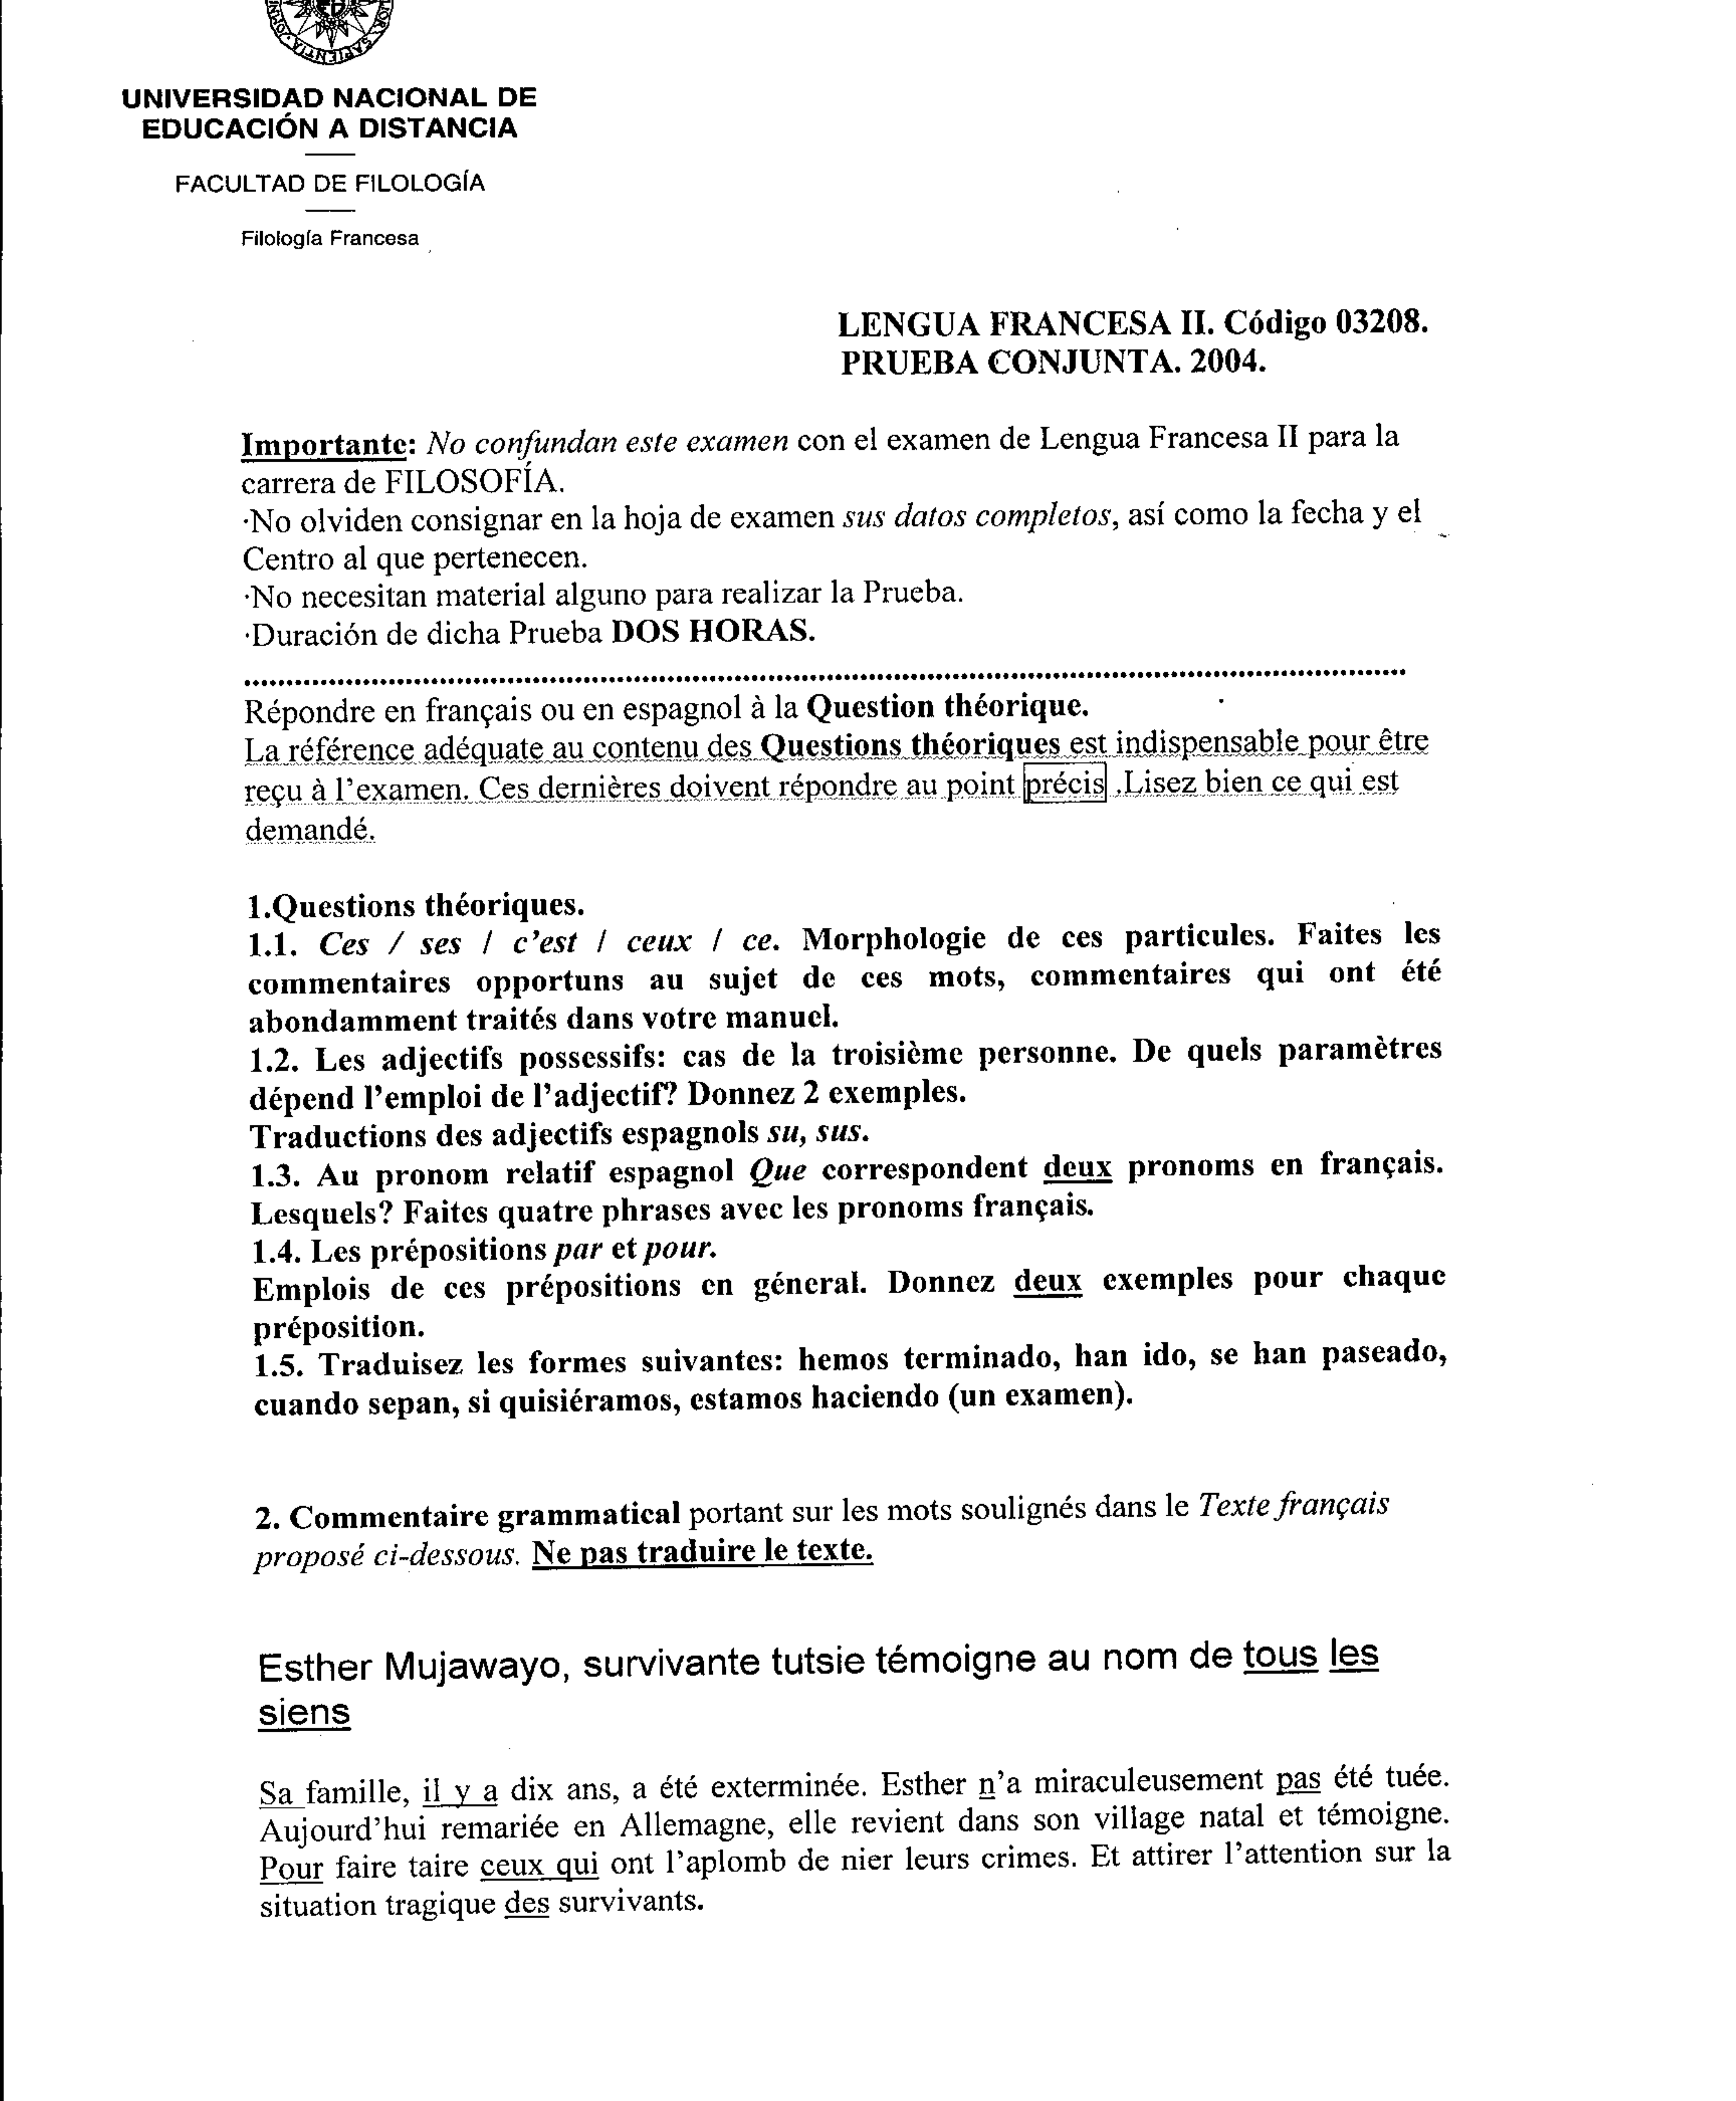 OMNI
MOR
SAPIENTIA
UNIVERSIDAD NACIONAL DE
EDUCACIÓN A DISTANCIA
FACULTAD DE FILOLOGÍA
Filología Francesa
LENGUA FRANCESA II. Código 03208.
PRUEBA CONJUNTA. 2004.
Importante: No confundan este examen con el examen de Lengua Francesa II para la
carrera de FILOSOFÍA.
·No olviden consignar en la hoja de examen sus datos completos, así como la fecha y el
Centro al que pertenecen.
·No necesitan material alguno para realizar la Prueba.
·Duración de dicha Prueba DOS HORAS.
Répondre en français ou en espagnol à la Question théorique.
La référence adéquate au contenu des Questions théoriques est indispensable pour être
reçu à l'examen. Ces dernières doivent répondre au point précis .Lisez bien ce qui est
demandé.
1.Questions théoriques.
1.1. Ces / ses / c'est / ceux / ce. Morphologie de ces particules. Faites les
commentaires opportuns au sujet de ces mots, commentaires qui ont été
abondamment traités dans votre manuel.
1.2. Les adjectifs possessifs: cas de la troisième personne. De quels paramètres
dépend l'emploi de l'adjectif? Donnez 2 exemples.
Traductions des adjectifs espagnols su, sus.
1.3. Au pronom relatif espagnol Que correspondent deux pronoms en français.
Lesquels? Faites quatre phrases avec les pronoms français.
1.4. Les prépositions par et pour.
Emplois de ces prépositions en géneral. Donnez deux exemples pour chaque
préposition.
1.5. Traduisez les formes suivantes: hemos terminado, han ido, se han paseado,
cuando sepan, si quisiéramos, estamos haciendo (un examen).
2. Commentaire grammatical portant sur les mots soulignés dans le Texte français
proposé ci-dessous. Ne pas traduire le texte.
Esther Mujawayo, survivante tutsie témoigne au nom de tous les
siens
Sa famille, il y a dix ans, a été exterminée. Esther n'a miraculeusement pas été tuée.
Aujourd'hui remariée en Allemagne, elle revient dans son village natal et témoigne.
Pour faire taire ceux qui ont l'aplomb de nier leurs crimes. Et attirer l'attention sur la
situation tragique des survivants.